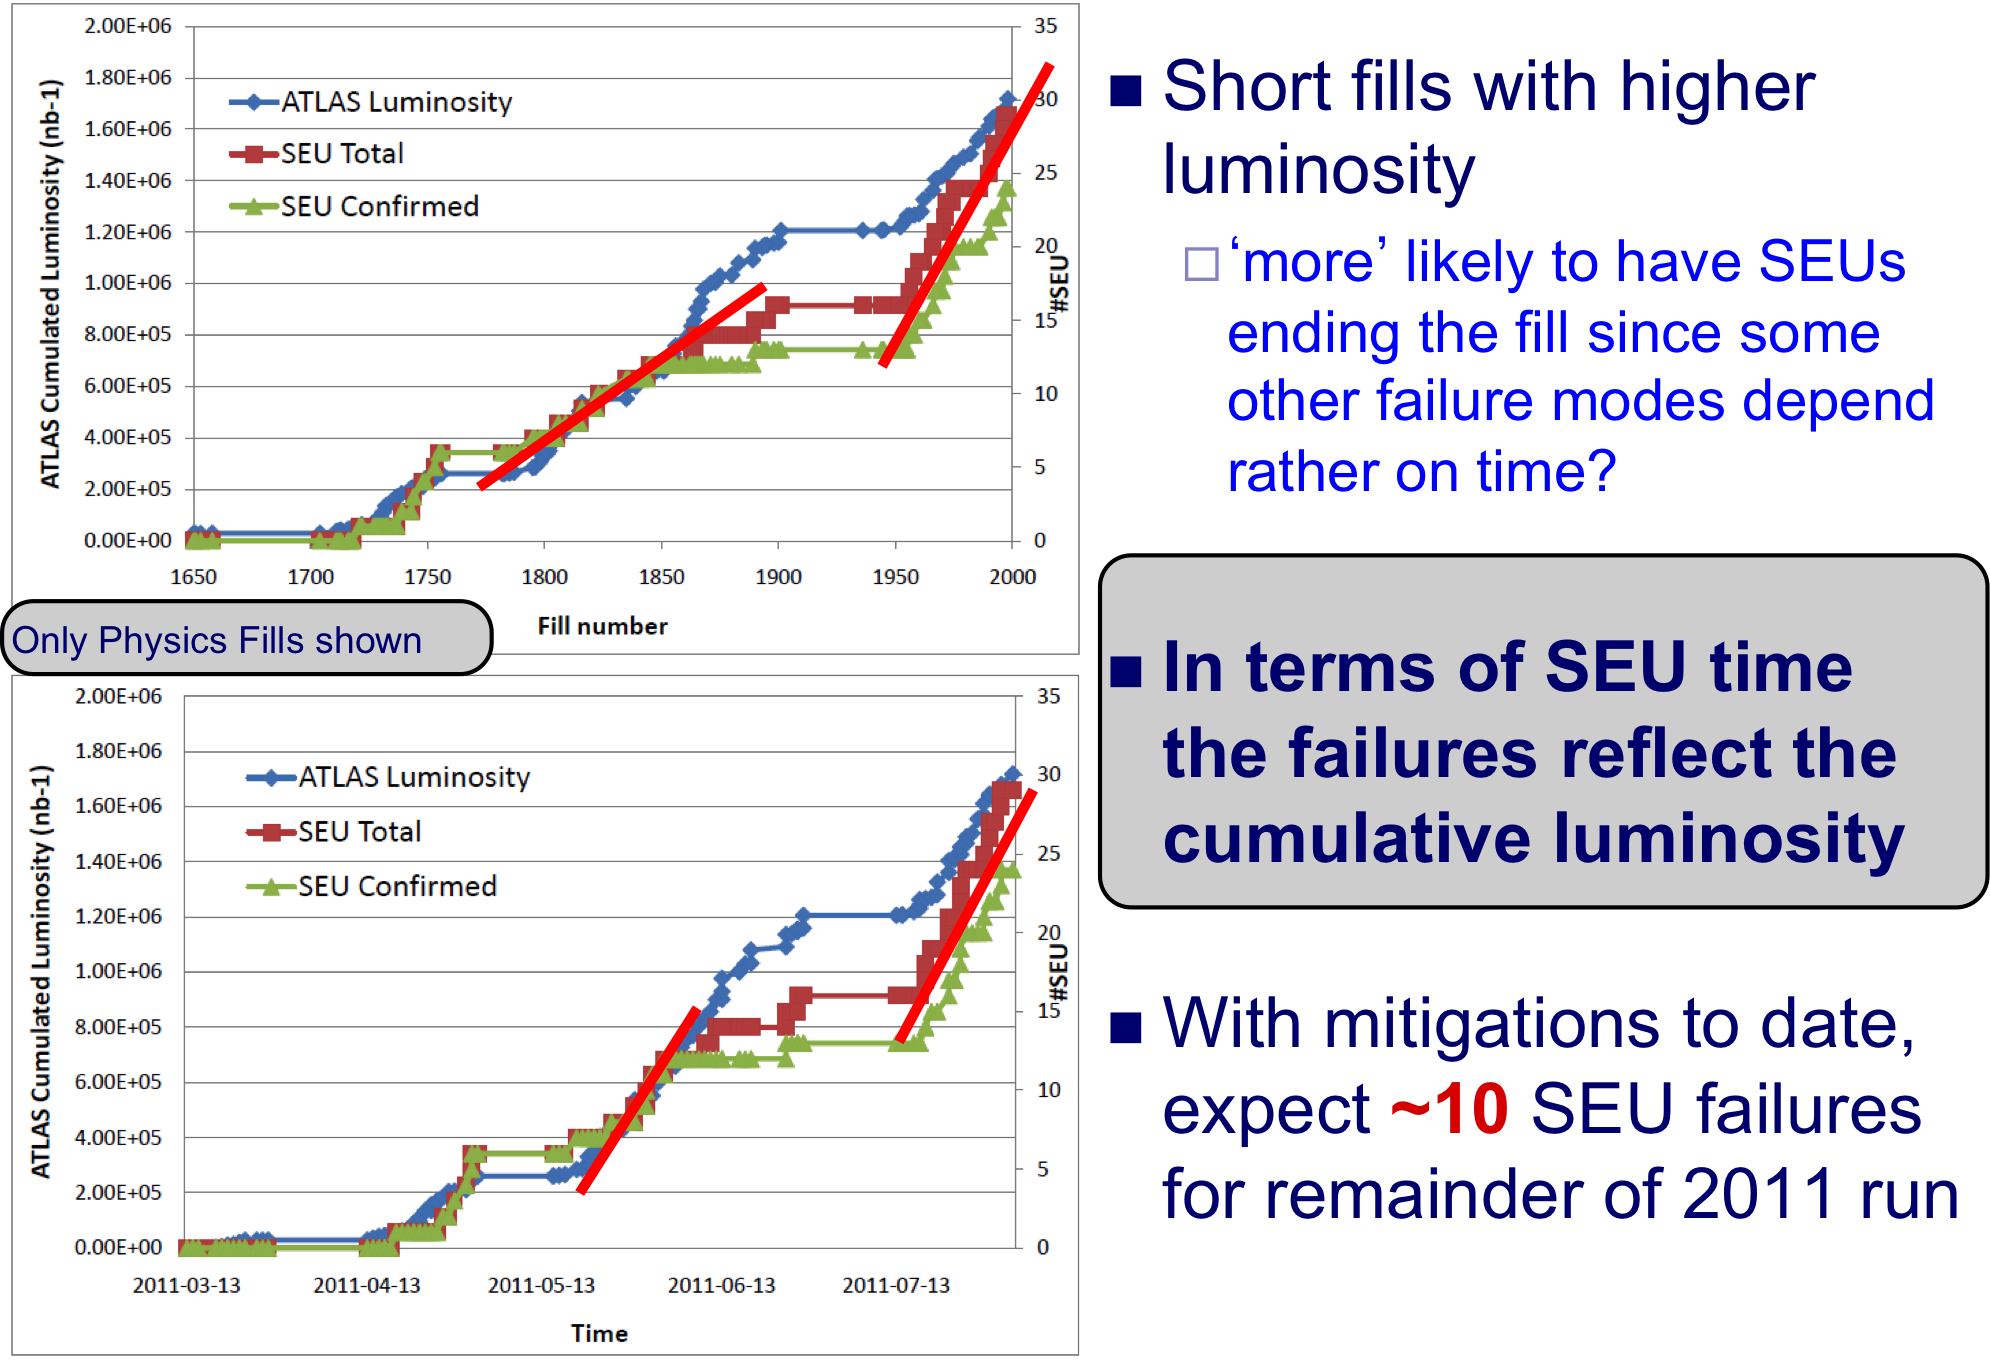 2.00E+06
1.80E+06
1.60E+06
1.40E+06
1.20E+06
1.00E+06
8.00E+05
6.00E+05
4.00E+05
2.00E+05
0.00E+00
ATLAS Cumulated Luminosity (nb-1)
ATLAS Luminosity
SEU Total
SEU Confirmed
35
30
25
20
15
10
5
0
#SEU
1650 1700 1750 1800 1850 1900 1950 2000
Fill number
Only Physics Fills shown
2.00E+06
1.80E+06
1.60E+06
1.40E+06
1.20E+06
1.00E+06
8.00E+05
6.00E+05
4.00E+05
2.00E+05
0.00E+00
ATLAS Cumulated Luminosity (nb-1)
ATLAS Luminosity
SEU Total
SEU Confirmed
35
30
25
20
15
10
5
0
#SEU
2011-03-13 2011-04-13 2011-05-13 2011-06-13 2011-07-13
Time
Short fills with higher
luminosity
‘more’ likely to have SEUs
ending the fill since some
other failure modes depend
rather on time?
In terms of SEU time
the failures reflect the
cumulative luminosity
With mitigations to date,
expect ~10 SEU failures
for remainder of 2011 run